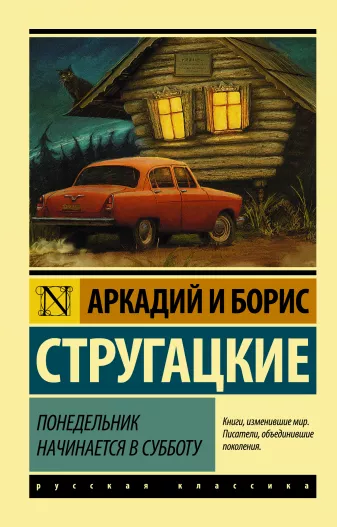 N
АРКАДИЙ И БОРИС
СТРУГАЦКИЕ
ПОНЕДЕЛЬНИК
НАЧИНАЕТСЯ В СУББОТУ
Книги, изменившие мир.
Писатели, объединившие
поколения.
русская классика